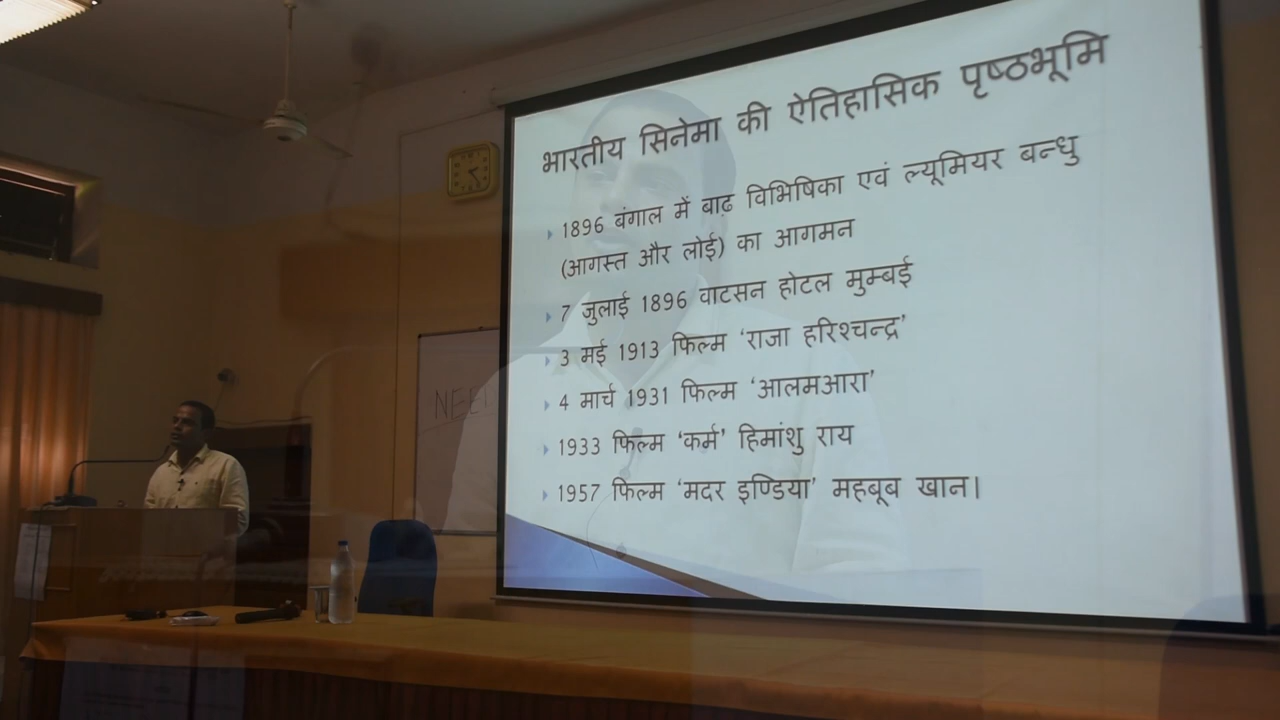 भारतीय सिनेमा की ऐतिहासिक पृष्ठभूमि
1896 बंगाल में बाढ़ विभिषिका एवं ल्यूमियर बन्धु
(आगस्त और लोई) का आगमन
7 जुलाई 1896 वाटसन होटल मुम्बई
3 मई 1913 फिल्म ‘राजा हरिश्चन्द्र’
4 मार्च 1931 फिल्म ‘आलमआरा’
1933 फिल्म ‘कर्म’ हिमांशु राय
1957 फिल्म ‘मदर इण्डिया’ महबूब खान।